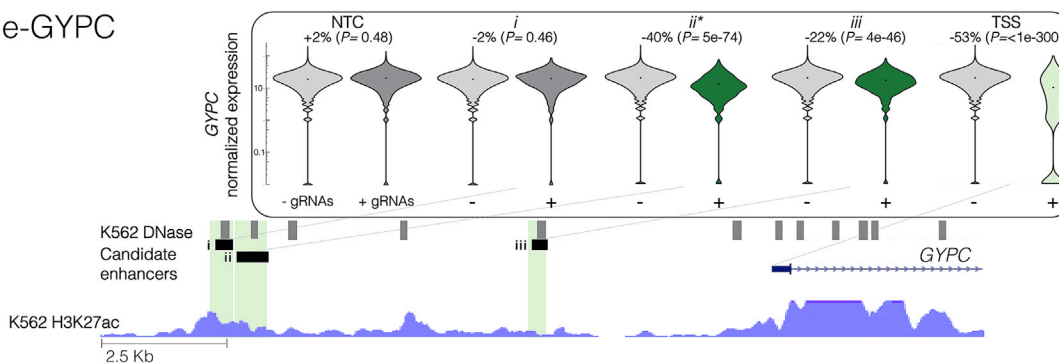 e-GYPC
NTC i ii* iii TSS
+2% (P= 0.48) -2% (P= 0.46) -40% (P= 5e-74) -22% (P= 4e-46) -53% (P=<1e-300
GYPC
normalized expression
10
0.1
- gRNAs + gRNAs - + - + - + - +
K562 DNase
i
Candidate
enhancers
ii
iii
GYPC
K562 H3K27ac
2.5 Kb